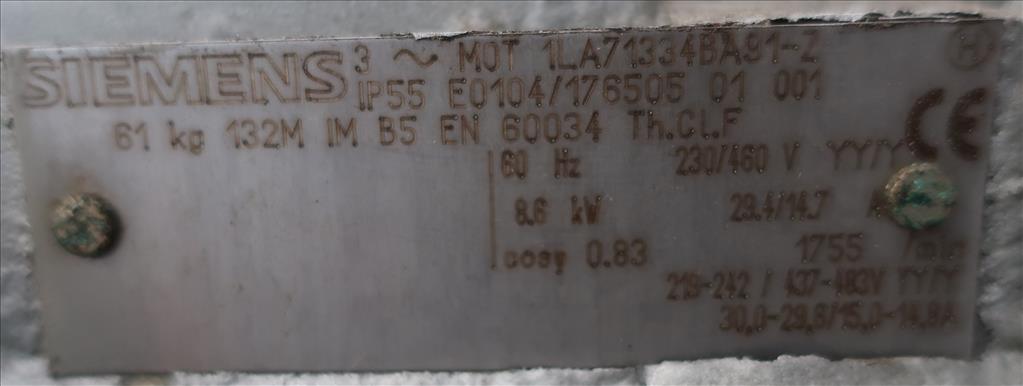 SIEMENS 3 ~ MOT 1LA71334BA91-Z
IP55 E0104/176505 01 001
61 kg 132M IM B5 EN 60034 Th.Cl.F CE
60 Hz 230/460 V YY/Y
8.6 kW 29.4/14.7 A
cosφ 0.83 1755 /min
219-242 / 437-483V YY/Y
30,0-29,8/15,0-14,8A